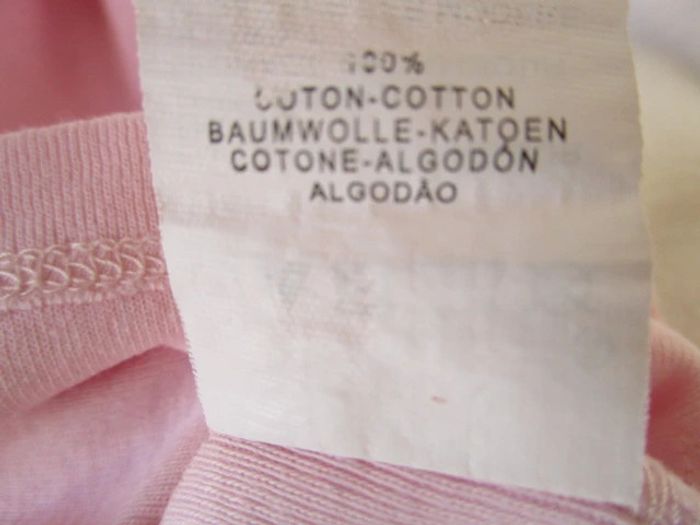 100%
COTON-COTTON
BAUMWOLLE-KATOEN
COTONE-ALGODÓN
ALGODÃO